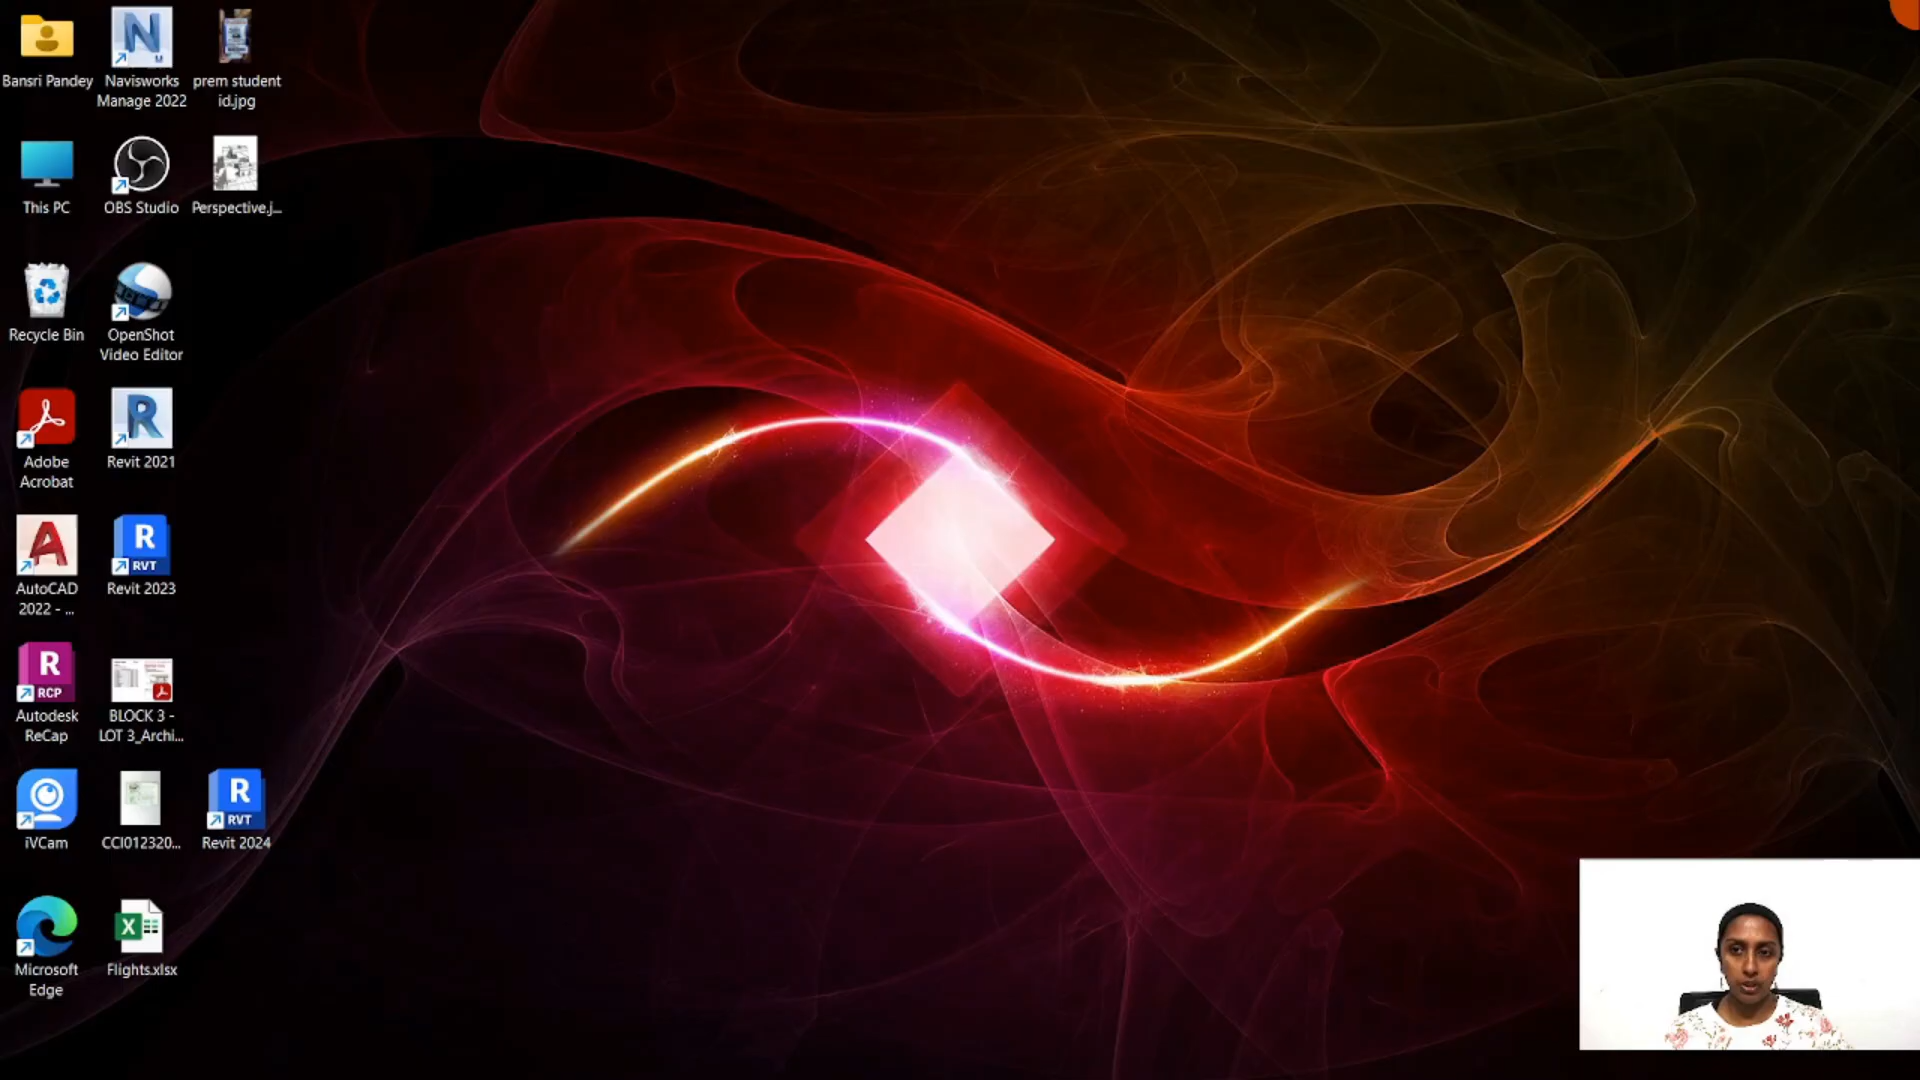 Bansri Pandey
N
M
Navisworks
Manage 2022
prem student
id.jpg
This PC
OBS Studio
Perspective.j...
Recycle Bin
OpenShot
Video Editor
Adobe
Acrobat
R
Revit 2021
A
AutoCAD
2022 - ...
R
RVT
Revit 2023
R
RCP
Autodesk
ReCap
BLOCK 3 -
LOT 3_Archi...
iVCam
CCI012320...
R
RVT
Revit 2024
Microsoft
Edge
X
Flights.xlsx